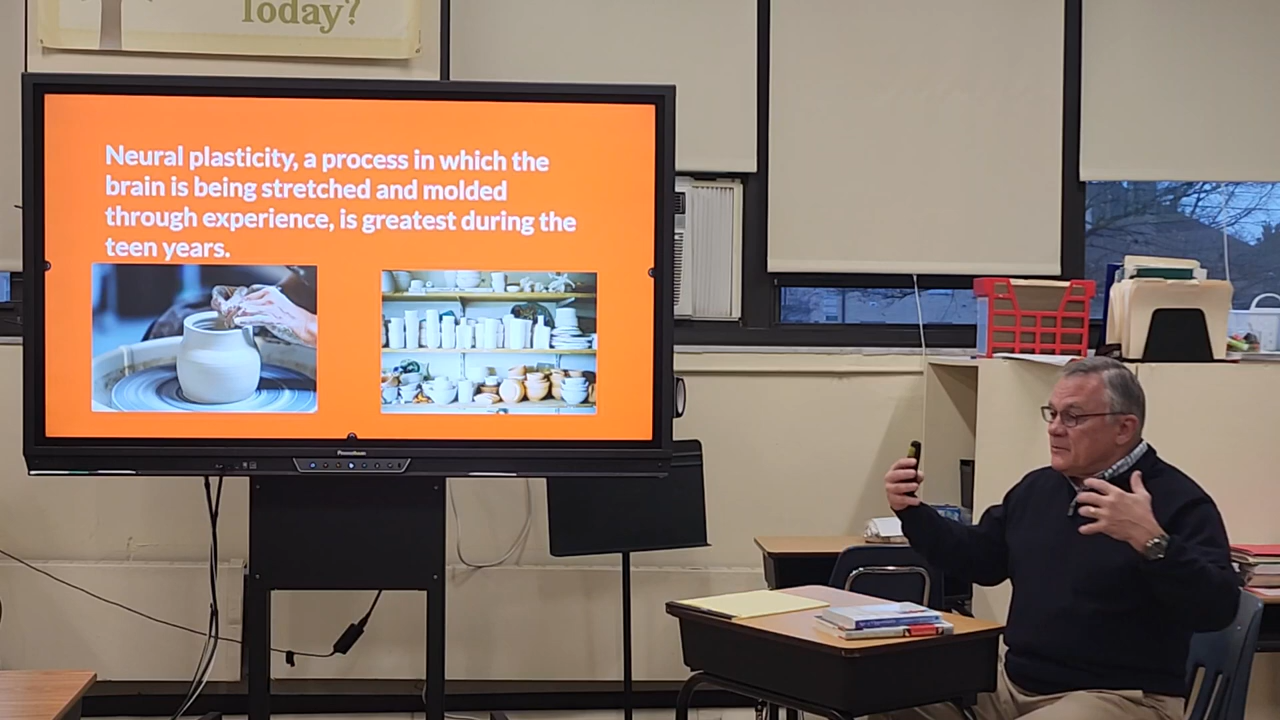 Today?
Neural plasticity, a process in which the
brain is being stretched and molded
through experience, is greatest during the
teen years.
Promethean